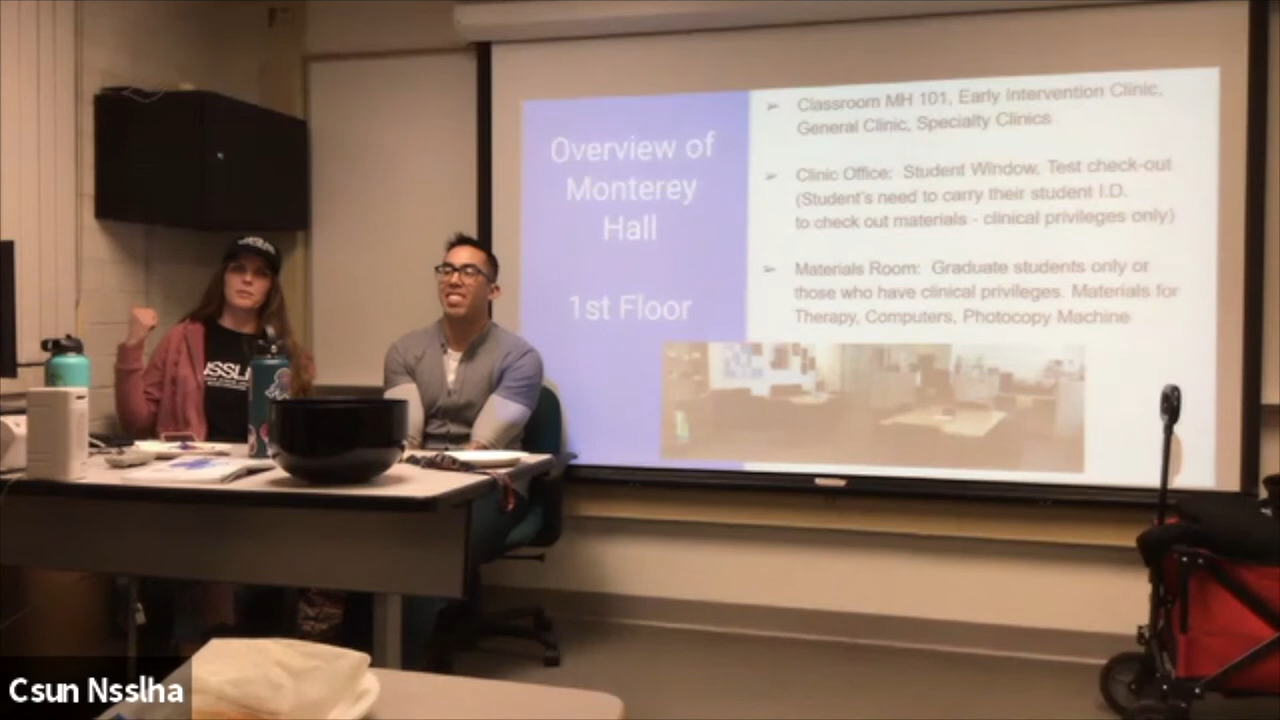 Overview of
Monterey
Hall
1st Floor
➢ Classroom MH 101, Early Intervention Clinic,
General Clinic, Specialty Clinics
➢ Clinic Office: Student Window, Test check-out
(Student's need to carry their student I.D.
to check out materials - clinical privileges only)
➢ Materials Room: Graduate students only or
those who have clinical privileges. Materials for
Therapy, Computers, Photocopy Machine
Csun Nsslha